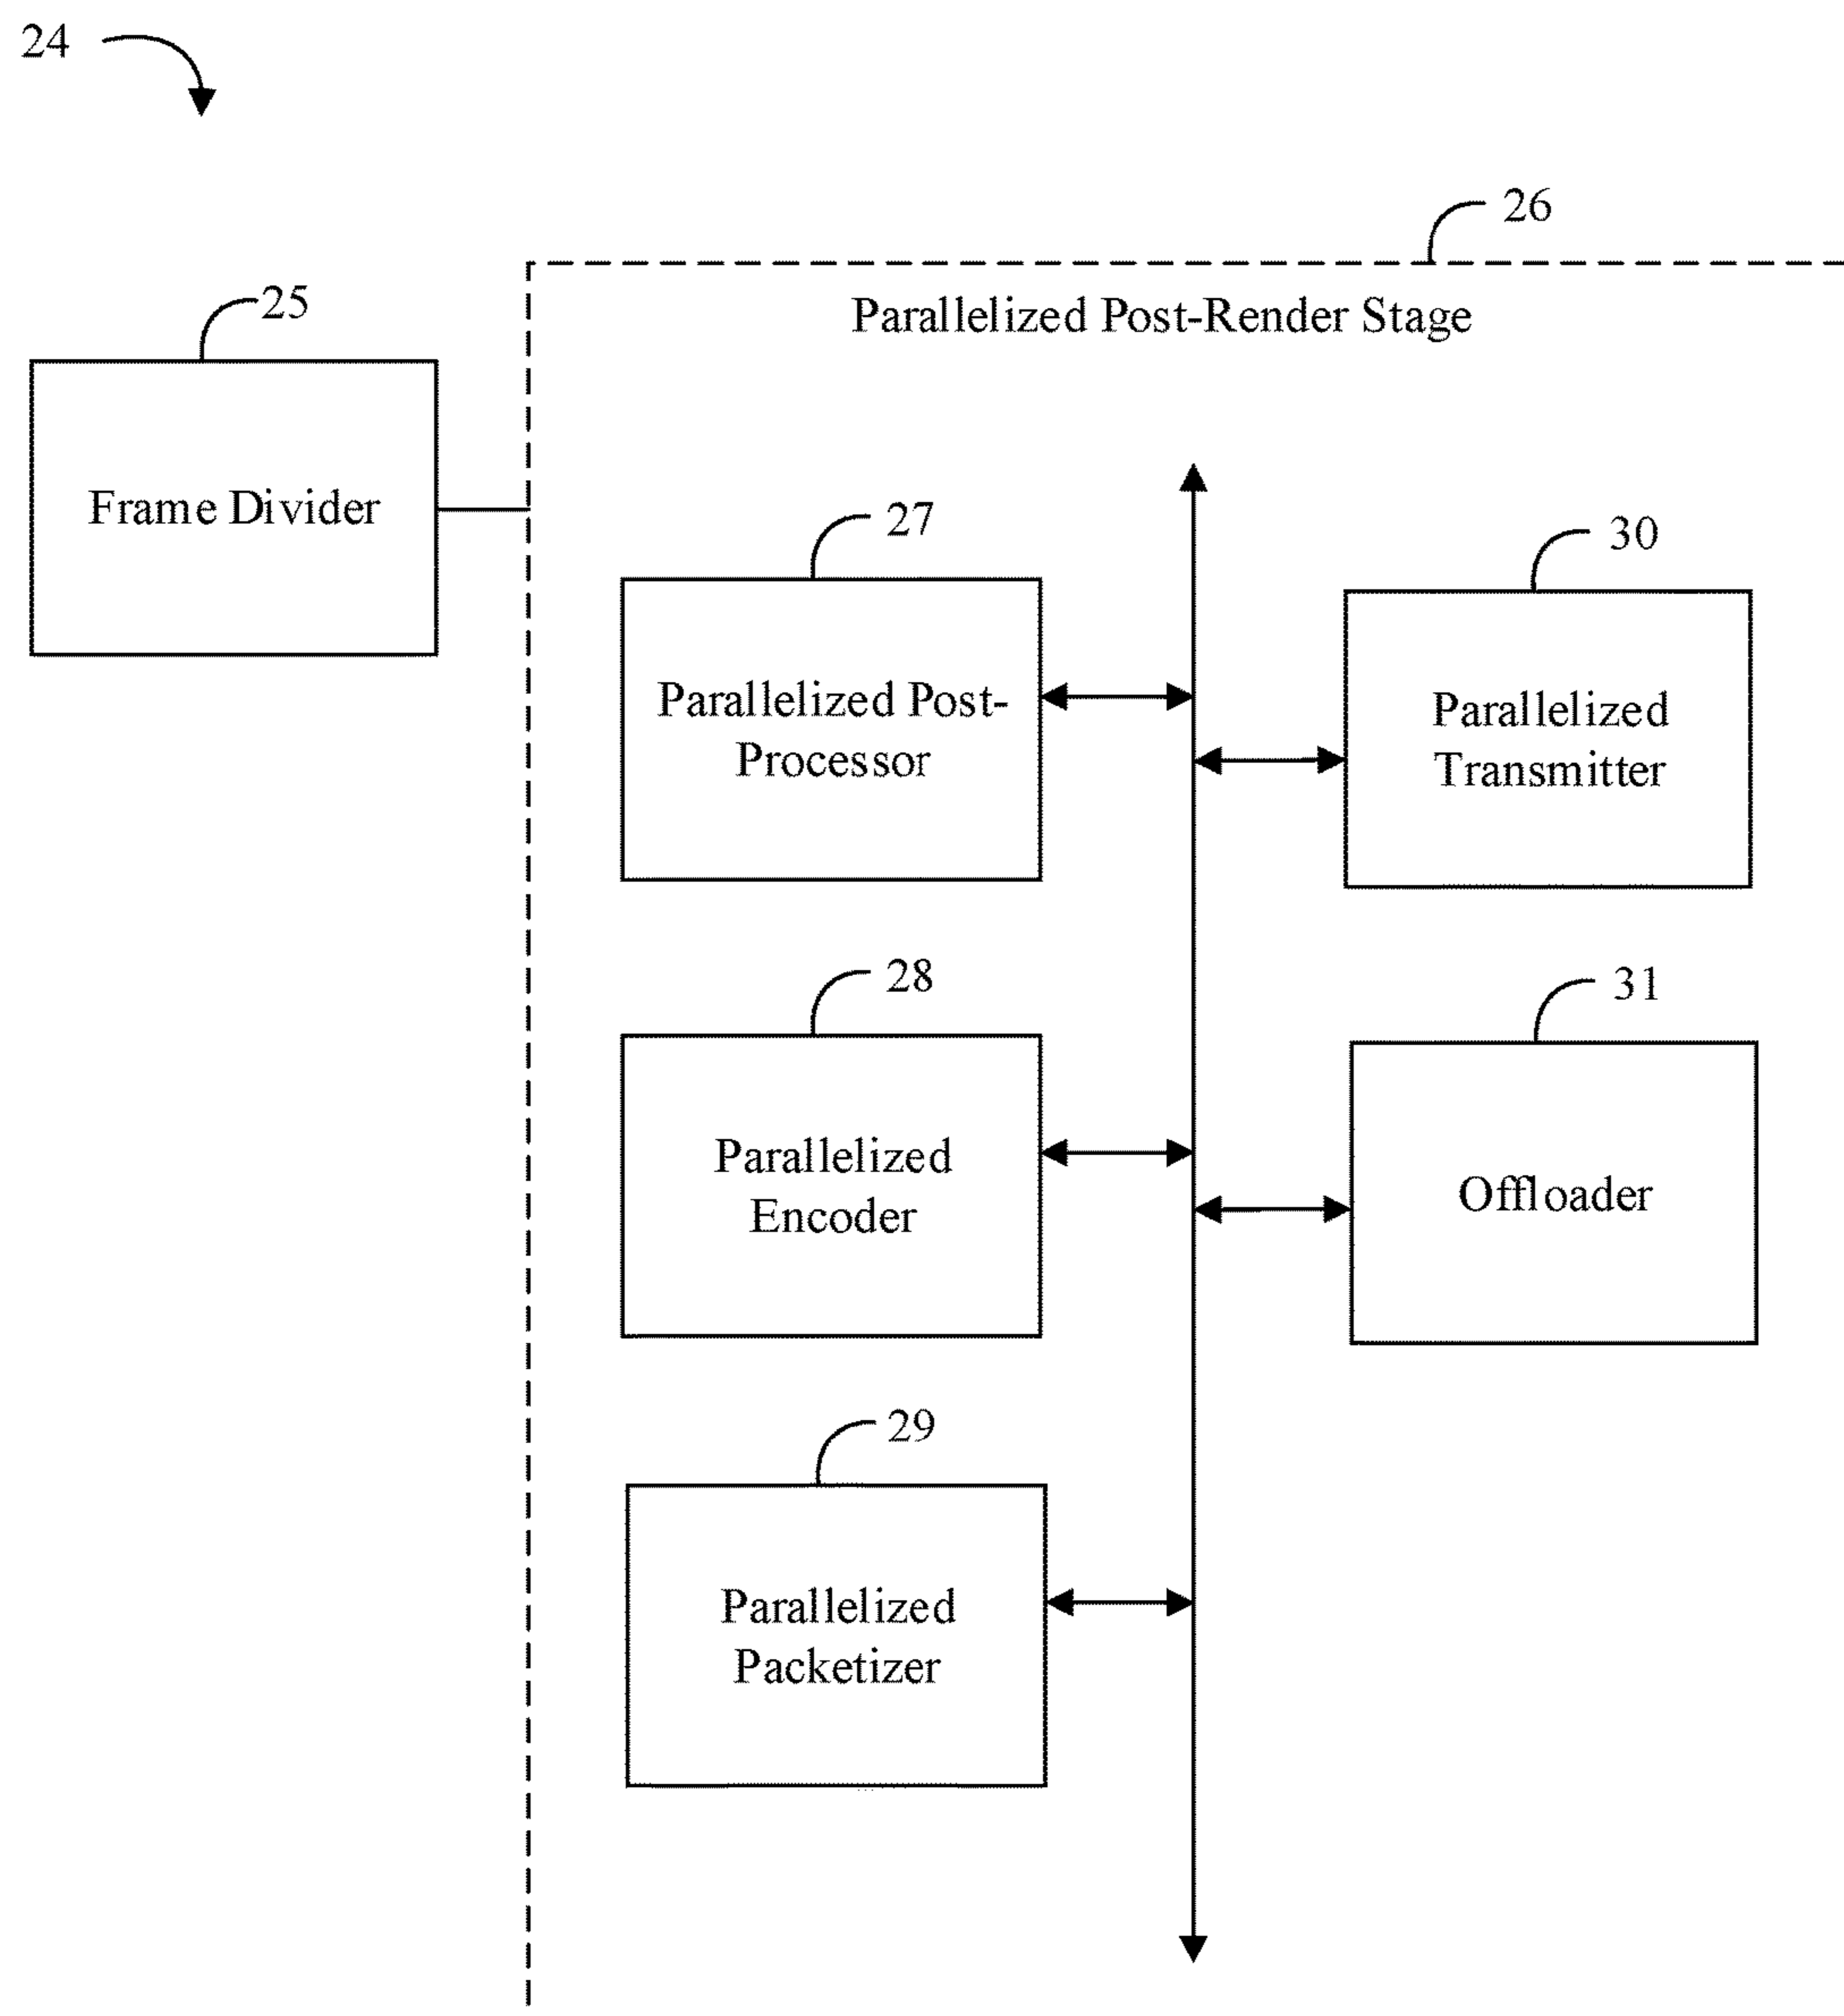 24
26
Parallelized Post-Render Stage
25
Frame Divider
27
Parallelized Post-
Processor
30
Parallelized
Transmitter
28
Parallelized
Encoder
31
Offloader
29
Parallelized
Packetizer